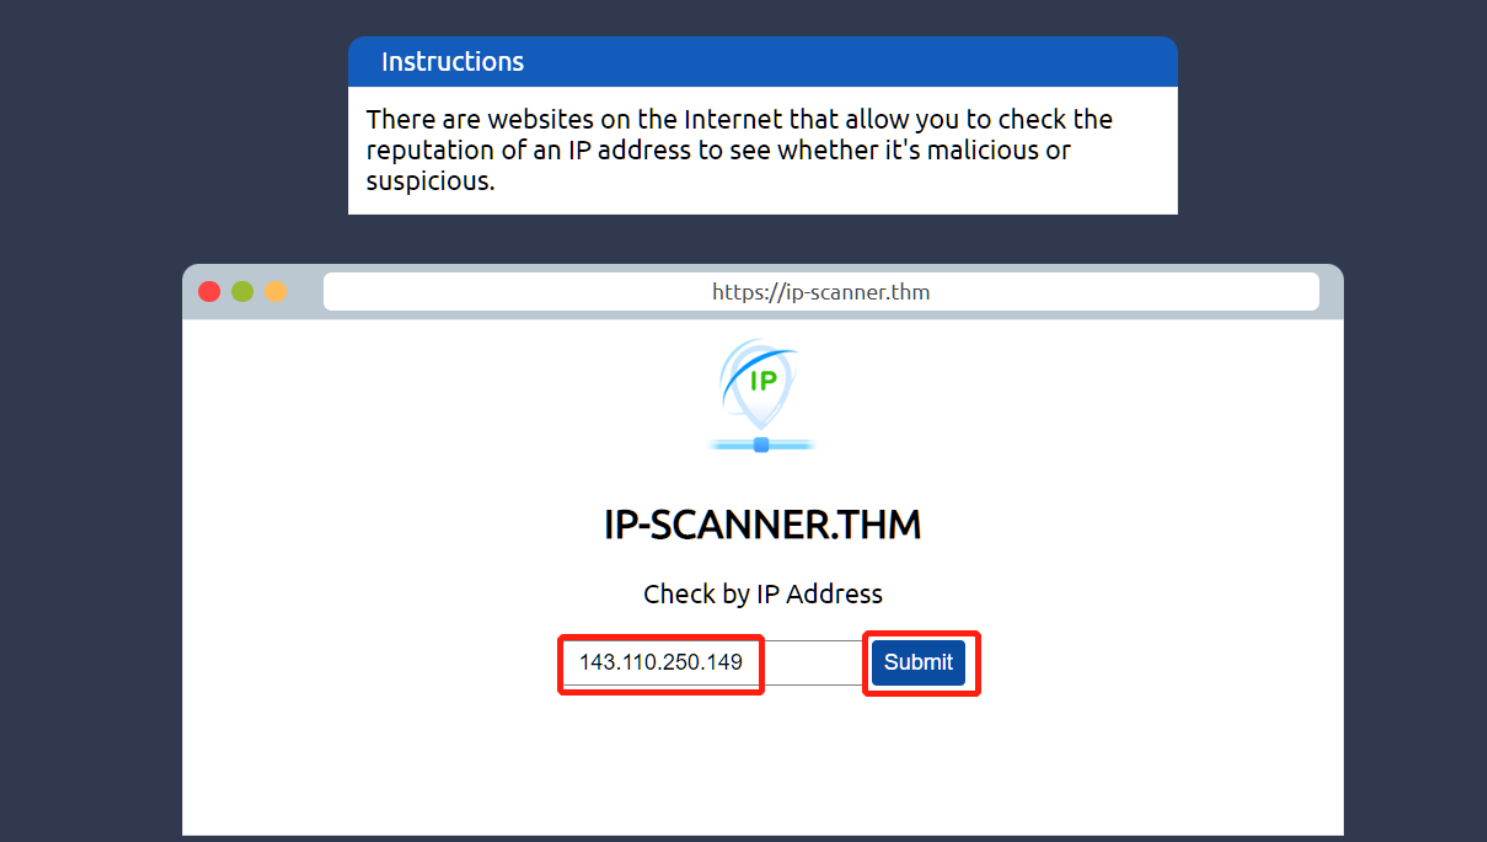 Instructions
There are websites on the Internet that allow you to check the
reputation of an IP address to see whether it's malicious or
suspicious.
https://ip-scanner.thm
IP
IP-SCANNER.THM
Check by IP Address
143.110.250.149 Submit